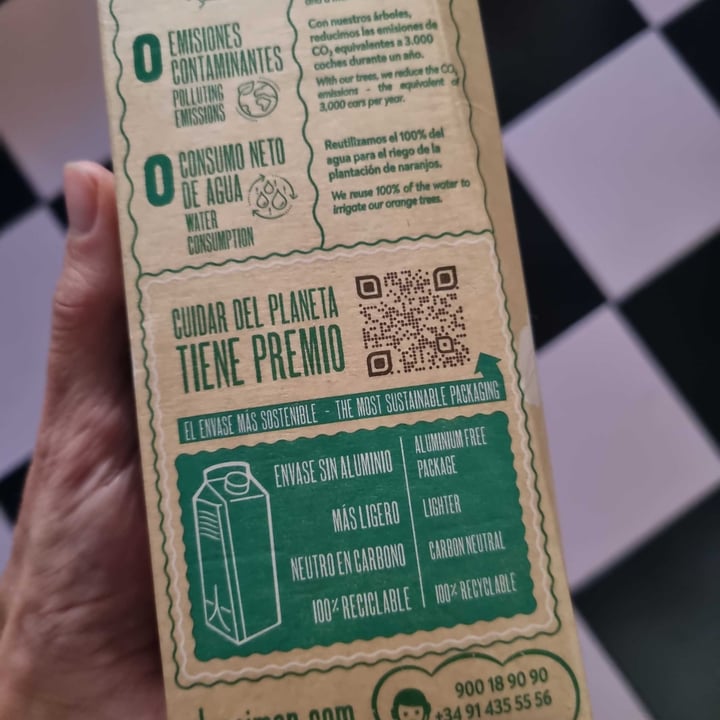 0 EMISIONES
CONTAMINANTES
POLLUTING
EMISSIONS
Con nuestros árboles,
reducimos las emisiones de
CO₂ equivalentes a 3.000
coches durante un año.
With our trees, we reduce the CO₂
emissions - the equivalent of
3,000 cars per year.
0 CONSUMO NETO
DE AGUA
WATER
CONSUMPTION
Reutilizamos el 100% del
agua para el riego de la
plantación de naranjos.
We reuse 100% of the water to
irrigate our orange trees.
CUIDAR DEL PLANETA
TIENE PREMIO
EL ENVASE MÁS SOSTENIBLE - THE MOST SUSTAINABLE PACKAGING
ENVASE SIN ALUMINIO
MÁS LIGERO
NEUTRO EN CARBONO
100% RECICLABLE
ALUMINIUM FREE
PACKAGE
LIGHTER
CARBON NEUTRAL
100% RECYCLABLE
900 18 90 90
+34 91 435 55 56